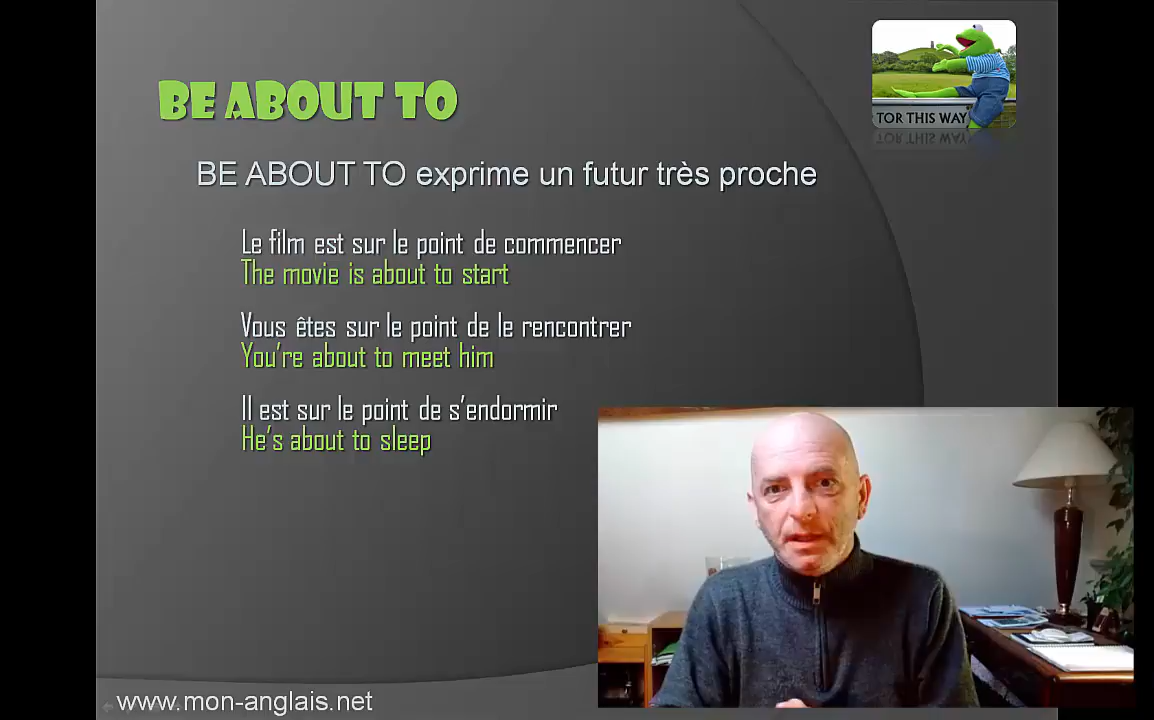 BE ABOUT TO
TOR THIS WAY
BE ABOUT TO exprime un futur très proche
Le film est sur le point de commencer
The movie is about to start
Vous êtes sur le point de le rencontrer
You're about to meet him
Il est sur le point de s'endormir
He's about to sleep
www.mon-anglais.net